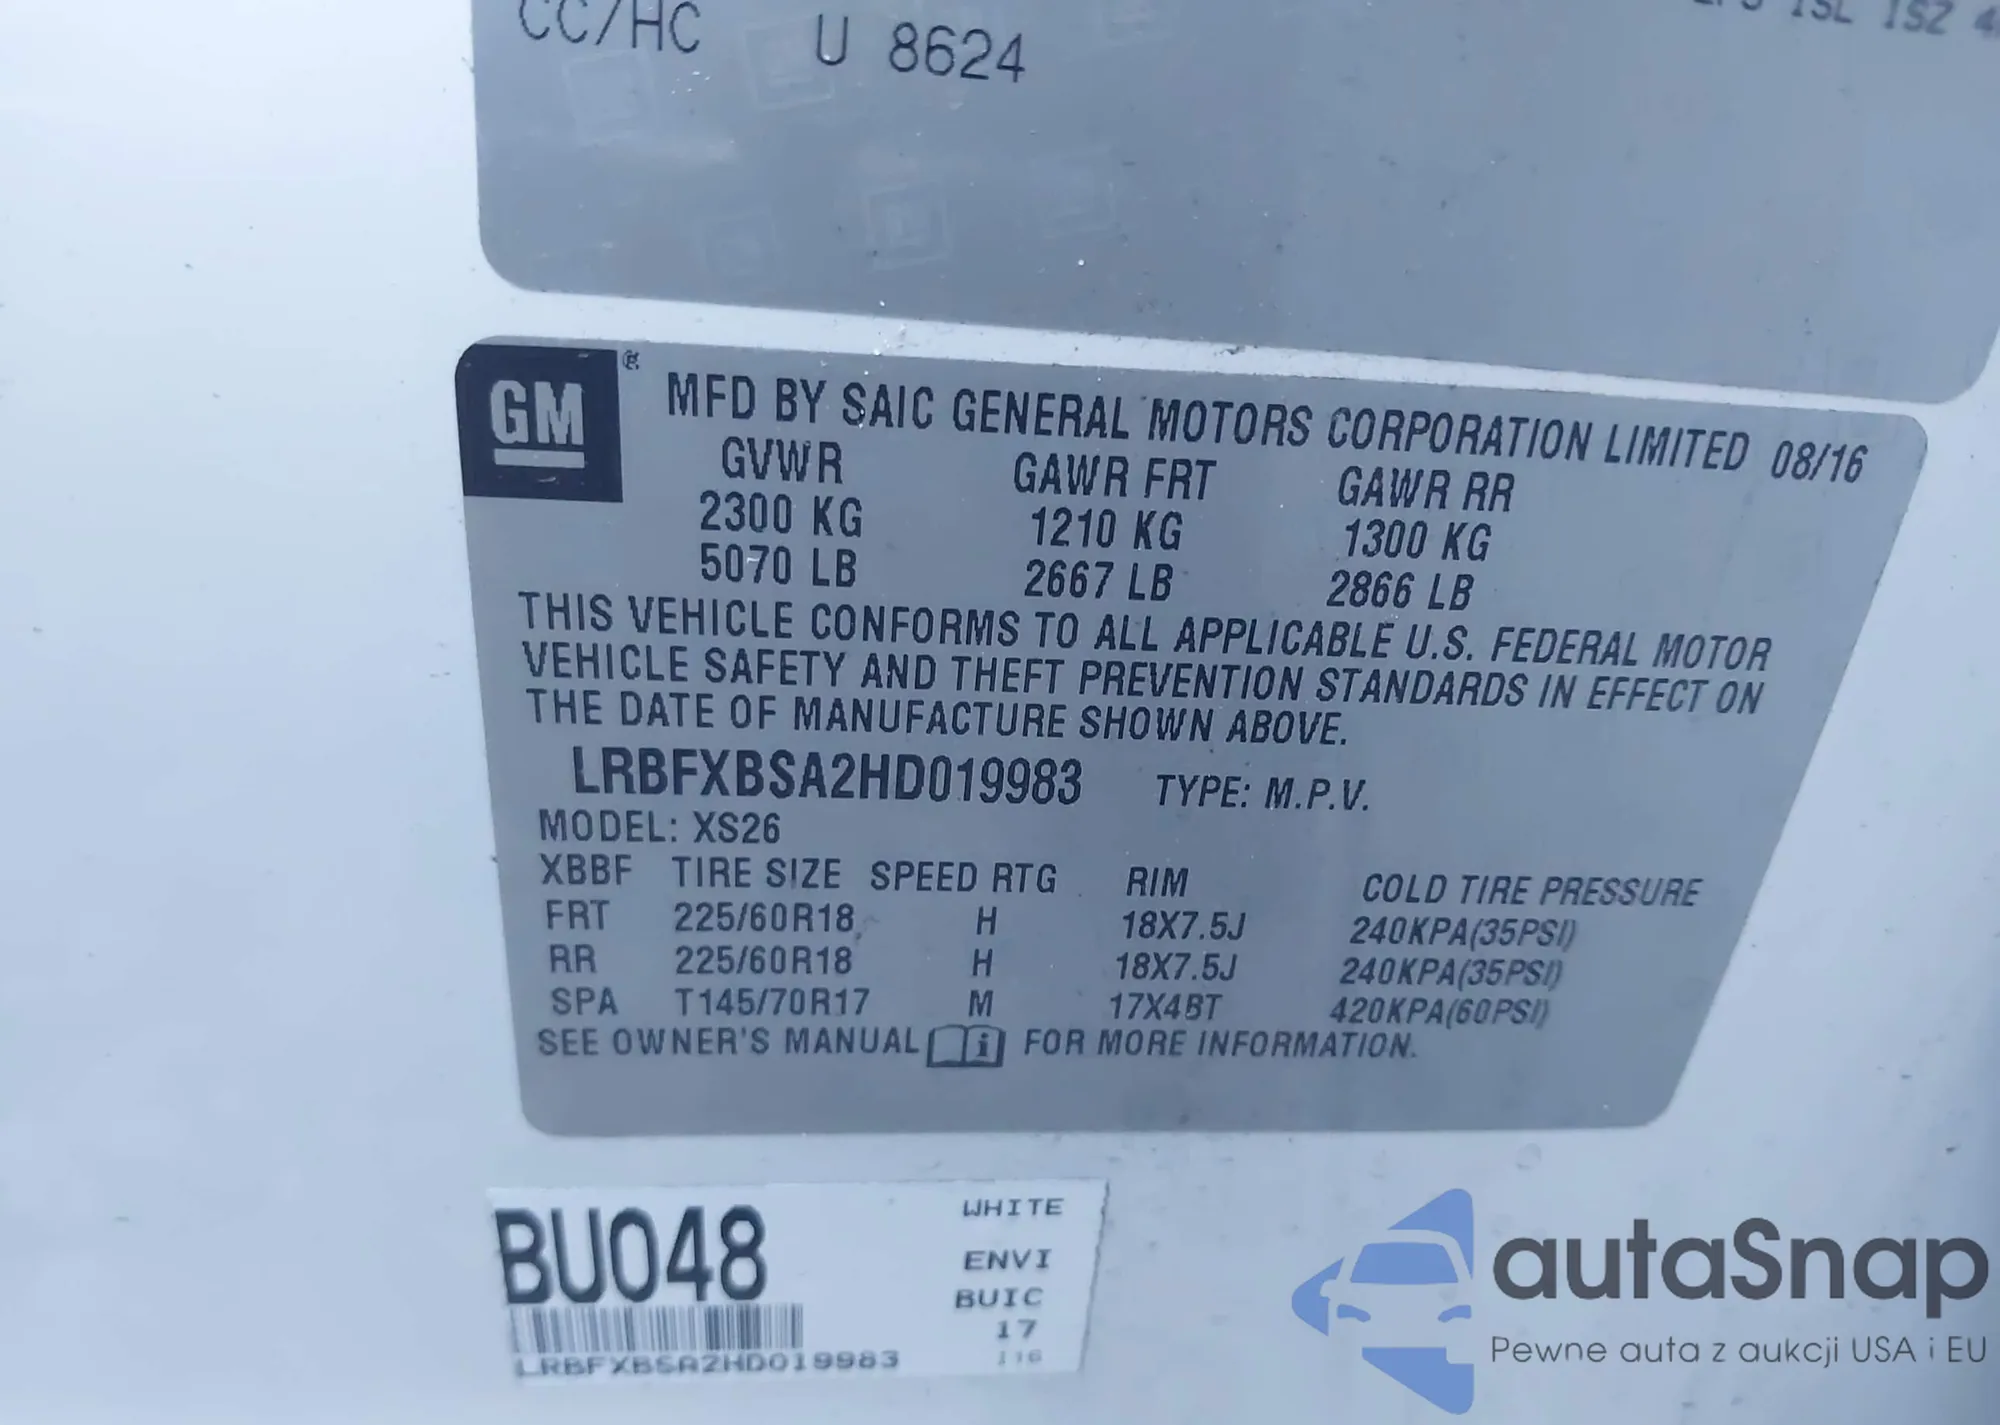 CC/HC U 8624
ISL ISZ
GM ®
MFD BY SAIC GENERAL MOTORS CORPORATION LIMITED 08/16
GVWR GAWR FRT GAWR RR
2300 KG 1210 KG 1300 KG
5070 LB 2667 LB 2866 LB
THIS VEHICLE CONFORMS TO ALL APPLICABLE U.S. FEDERAL MOTOR
VEHICLE SAFETY AND THEFT PREVENTION STANDARDS IN EFFECT ON
THE DATE OF MANUFACTURE SHOWN ABOVE.
LRBFXBSA2HD019983 TYPE: M.P.V.
MODEL: XS26
XBBF TIRE SIZE SPEED RTG RIM COLD TIRE PRESSURE
FRT 225/60R18 H 18X7.5J 240KPA(35PSI)
RR 225/60R18 H 18X7.5J 240KPA(35PSI)
SPA T145/70R17 M 17X4BT 420KPA(60PSI)
SEE OWNER'S MANUAL i FOR MORE INFORMATION.
BU048 WHITE
ENVI
BUIC
17
116
LRBFXBSA2HD019983
autaSnap
Pewne auta z aukcji USA i EU